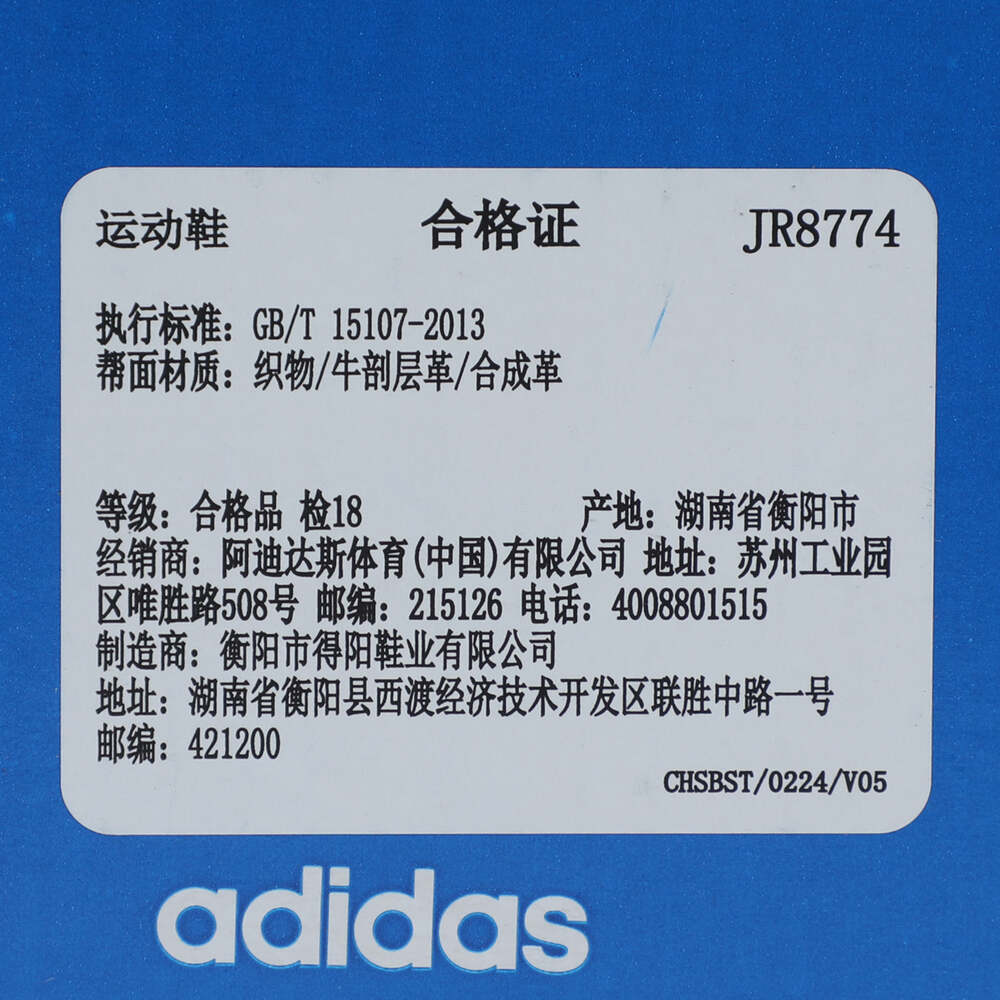 运动鞋 合格证 JR8774
执行标准：GB/T 15107-2013
帮面材质：织物/牛剖层革/合成革
等级：合格品 检18 产地：湖南省衡阳市
经销商：阿迪达斯体育(中国)有限公司 地址：苏州工业园
区唯胜路508号 邮编：215126 电话：4008801515
制造商：衡阳市得阳鞋业有限公司
地址：湖南省衡阳县西渡经济技术开发区联胜中路一号
邮编：421200
CHSBST/0224/V05
adidas